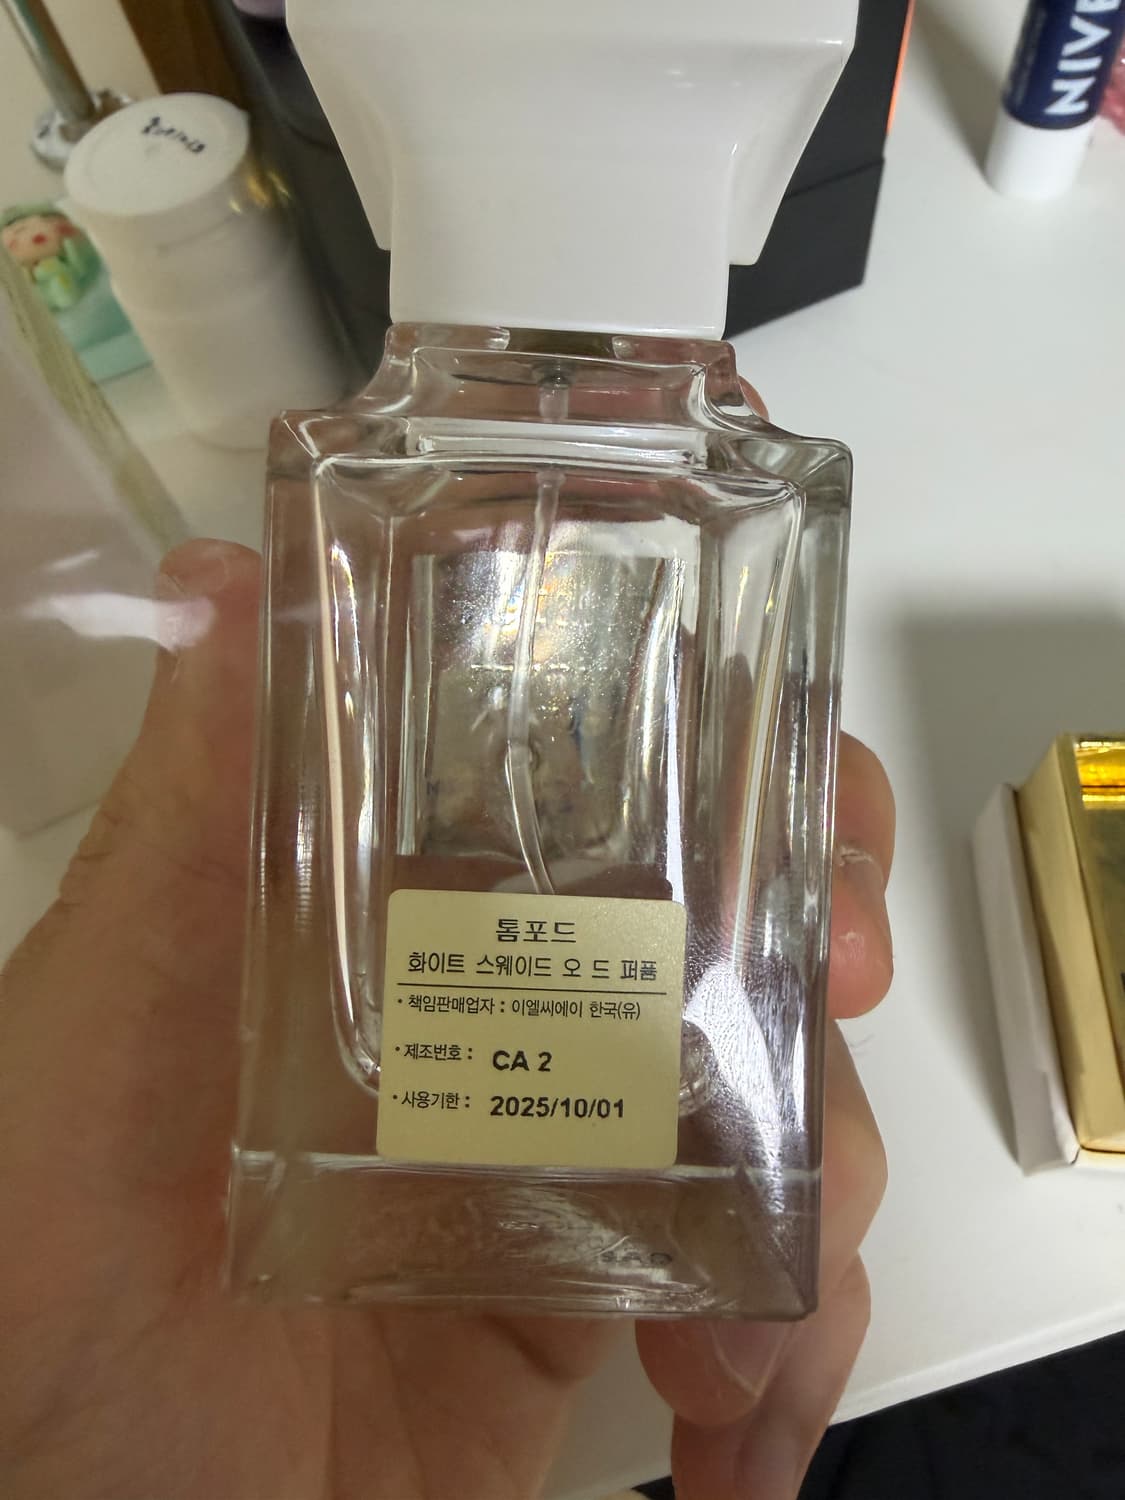 NIVE
톰포드
화이트 스웨이드 오 드 퍼퓸
• 책임판매업자 : 이엘씨에이 한국(유)
• 제조번호 : CA 2
• 사용기한 : 2025/10/01